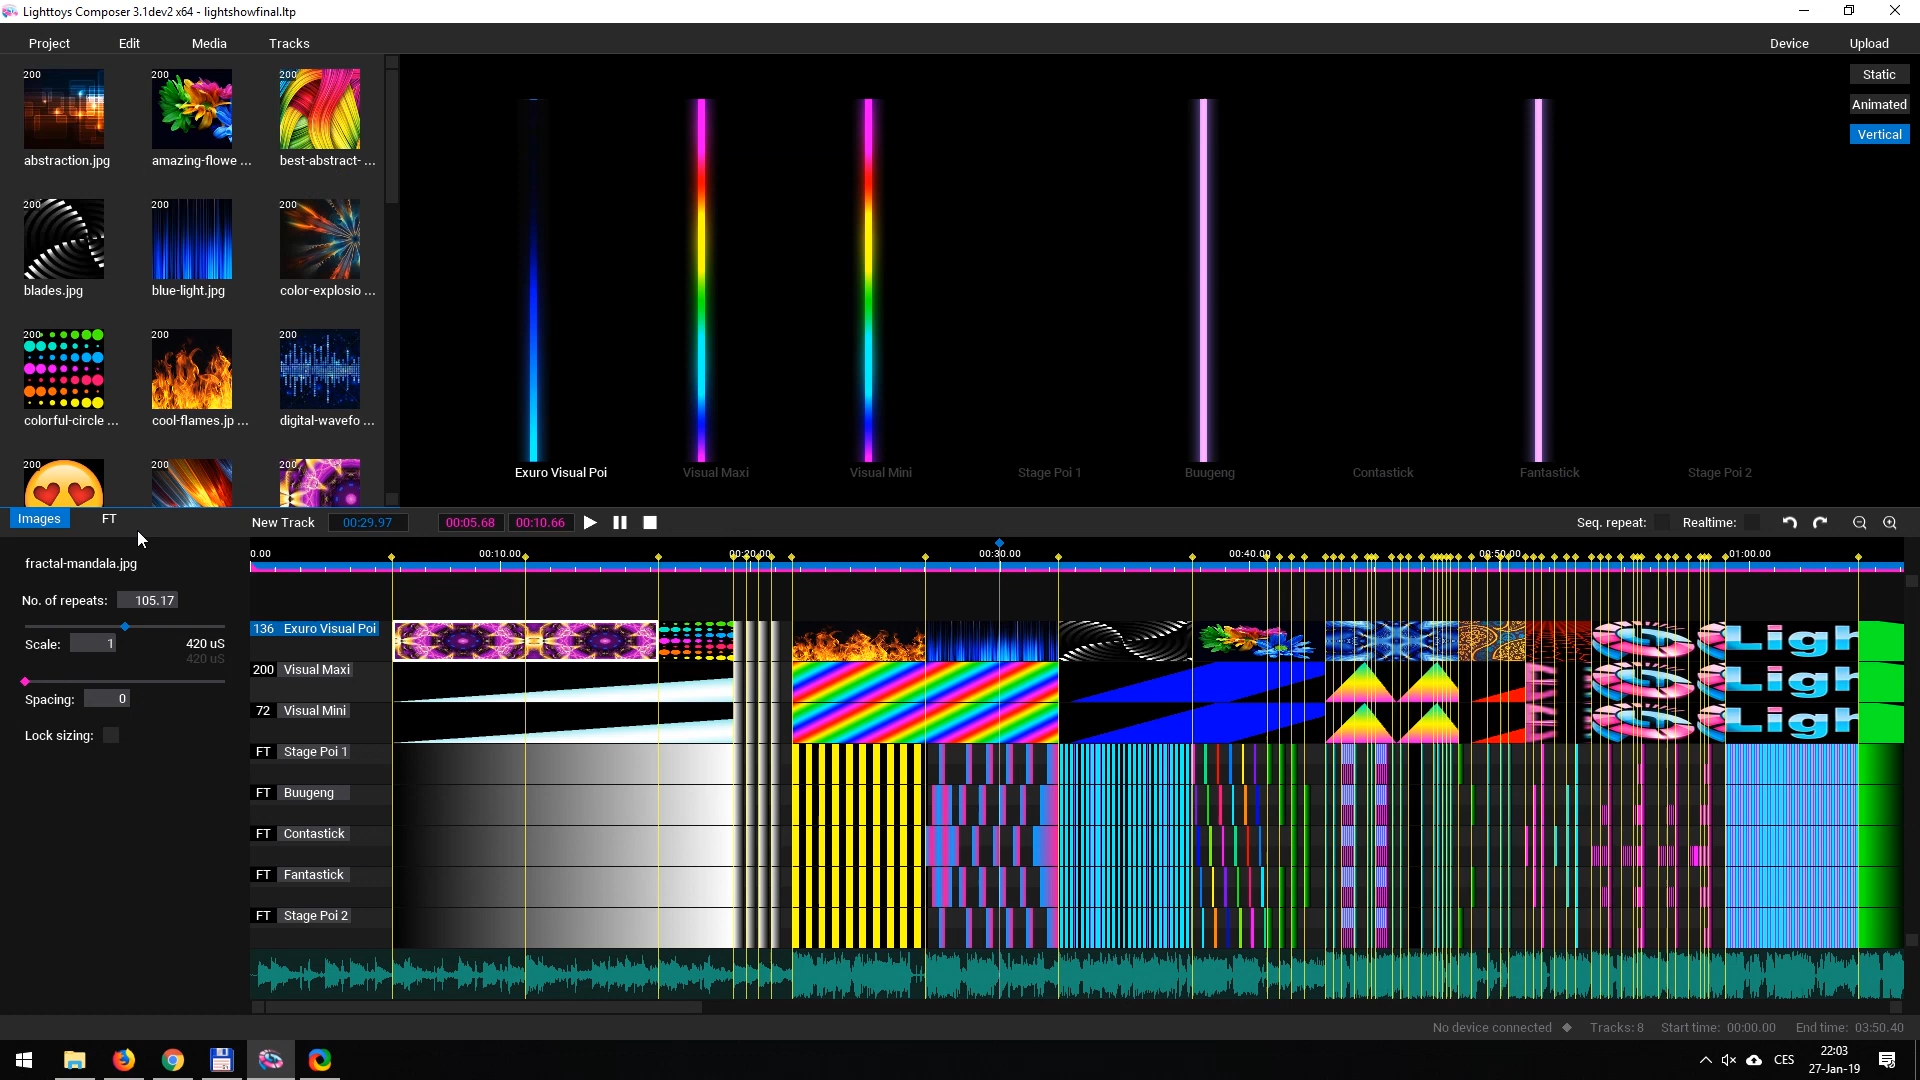 Lighttoys Composer 3.1dev2 x64 - lightshowfinal.ltp
Project Edit Media Tracks Device Upload
200 200 200
abstraction.jpg amazing-flowe ... best-abstract- ...
200 200 200
blades.jpg blue-light.jpg color-explosio ...
200 200 200
colorful-circle ... cool-flames.jp ... digital-wavefo ...
200 200 200
Static
Animated
Vertical
Exuro Visual Poi Visual Maxi Visual Mini Stage Poi 1 Buugeng Contastick Fantastick Stage Poi 2
Images FT
New Track 00:29.97 00:05.68 00:10.66 Seq. repeat: Realtime:
fractal-mandala.jpg
No. of repeats: 105.17
Scale: 1 420 uS
420 uS
Spacing: 0
Lock sizing:
0.00 00:10.00 00:20.00 00:30.00 00:40.00 00:50.00 01:00.00
136 Exuro Visual Poi
Ligh
200 Visual Maxi
Ligh
72 Visual Mini
Ligh
FT Stage Poi 1
FT Buugeng
FT Contastick
FT Fantastick
FT Stage Poi 2
No device connected Tracks: 8 Start time: 00:00.00 End time: 03:50.40
CES
22:03
27-Jan-19